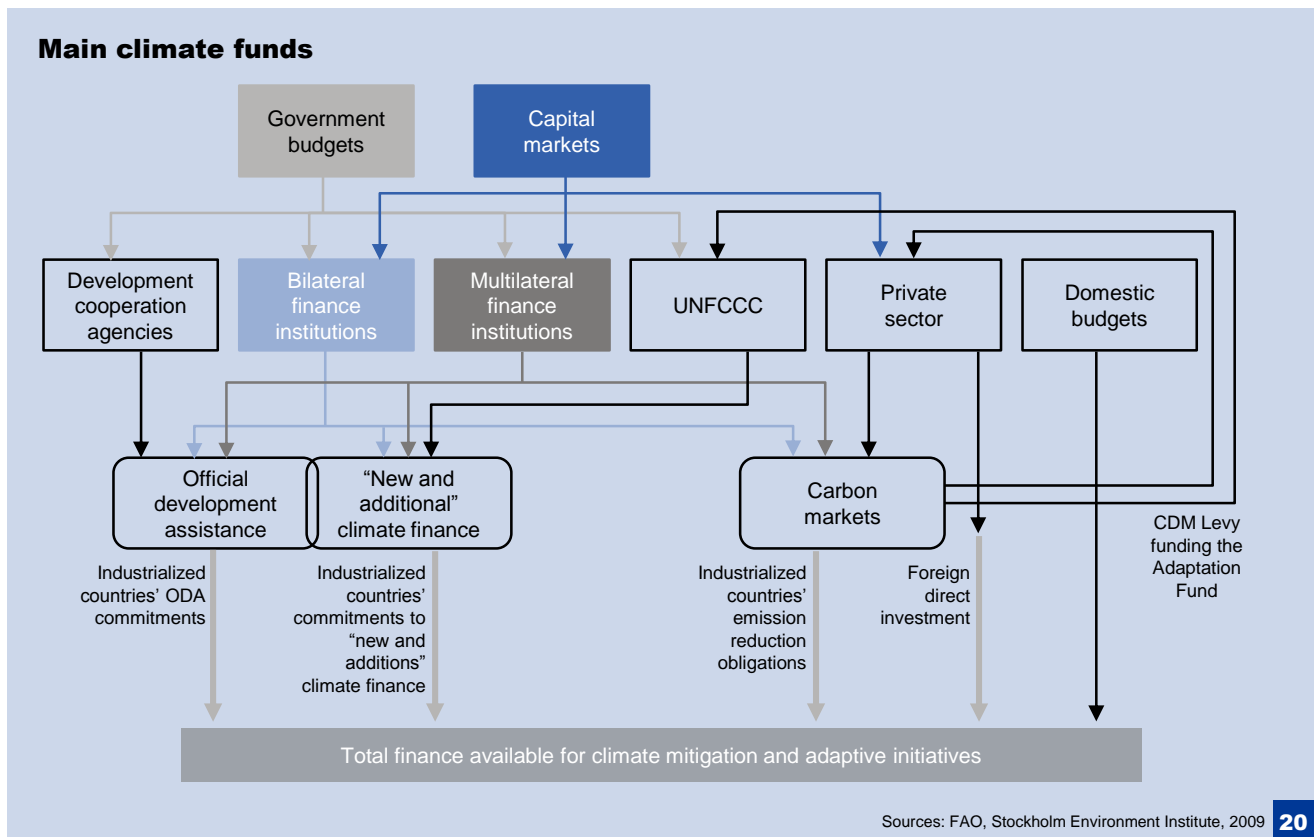 Main climate funds
Government
budgets
Capital
markets
Development
cooperation
agencies
Bilateral
finance
institutions
Multilateral
finance
institutions
UNFCCC
Private
sector
Domestic
budgets
Official
development
assistance
“New and
additional”
climate finance
Carbon
markets
CDM Levy
funding the
Adaptation
Fund
Industrialized
countries’ ODA
commitments
Industrialized
countries’
commitments to
“new and
additions”
climate finance
Industrialized
countries’
emission
reduction
obligations
Foreign
direct
investment
Total finance available for climate mitigation and adaptive initiatives
Sources: FAO, Stockholm Environment Institute, 2009
20